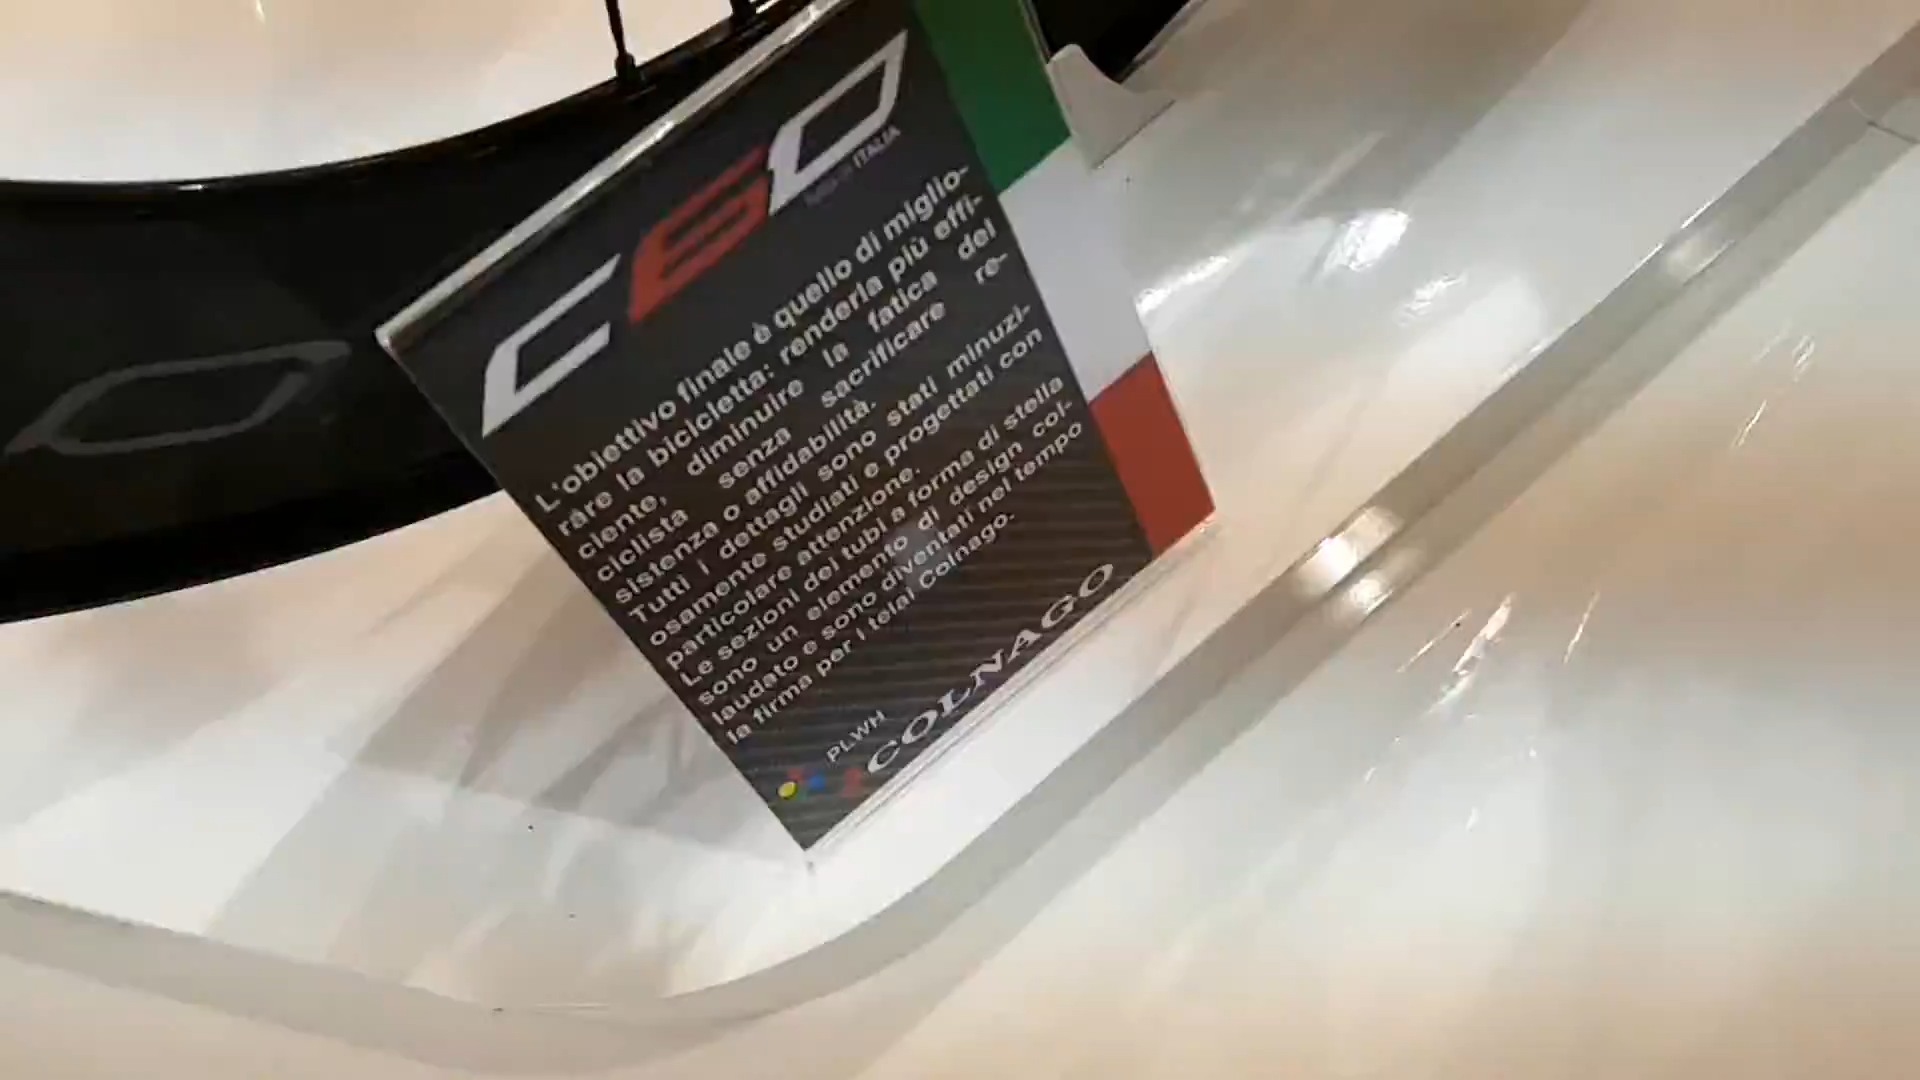 C60
MADE IN ITALIA
L'obiettivo finale è quello di miglio-
rare la bicicletta: renderla più effi-
ciente, diminuire la fatica del
ciclista senza sacrificare re-
sistenza o affidabilità.
Tutti i dettagli sono stati minuzi-
osamente studiati e progettati con
particolare attenzione.
Le sezioni dei tubi a forma di stella
sono un elemento di design col-
laudato e sono diventati nel tempo
la firma per i telai Colnago.
PLWH
COLNAGO